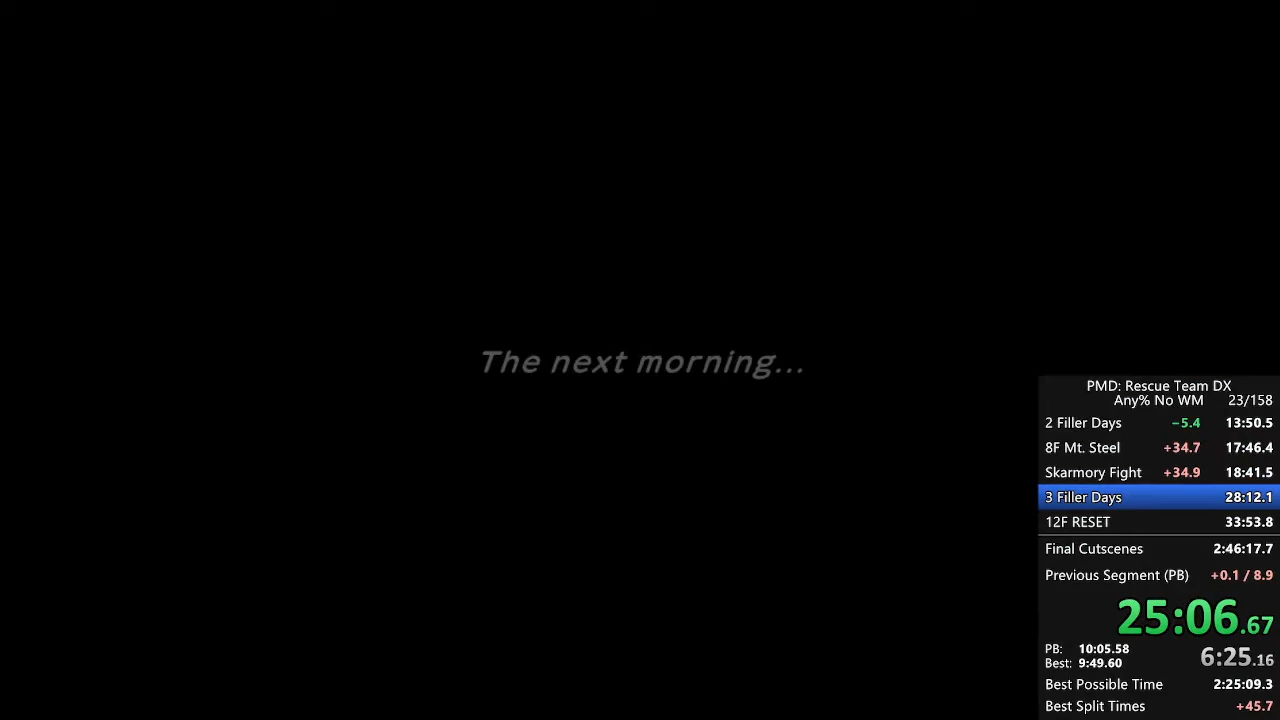 The next morning...
PMD: Rescue Team DX
Any% No WM 23/158
2 Filler Days −5.4 13:50.5
8F Mt. Steel +34.7 17:46.4
Skarmory Fight +34.9 18:41.5
3 Filler Days 28:12.1
12F RESET 33:53.8
Final Cutscenes 2:46:17.7
Previous Segment (PB) +0.1 / 8.9
25:06.67
PB: 10:05.58
Best: 9:49.60
6:25.16
Best Possible Time 2:25:09.3
Best Split Times +45.7